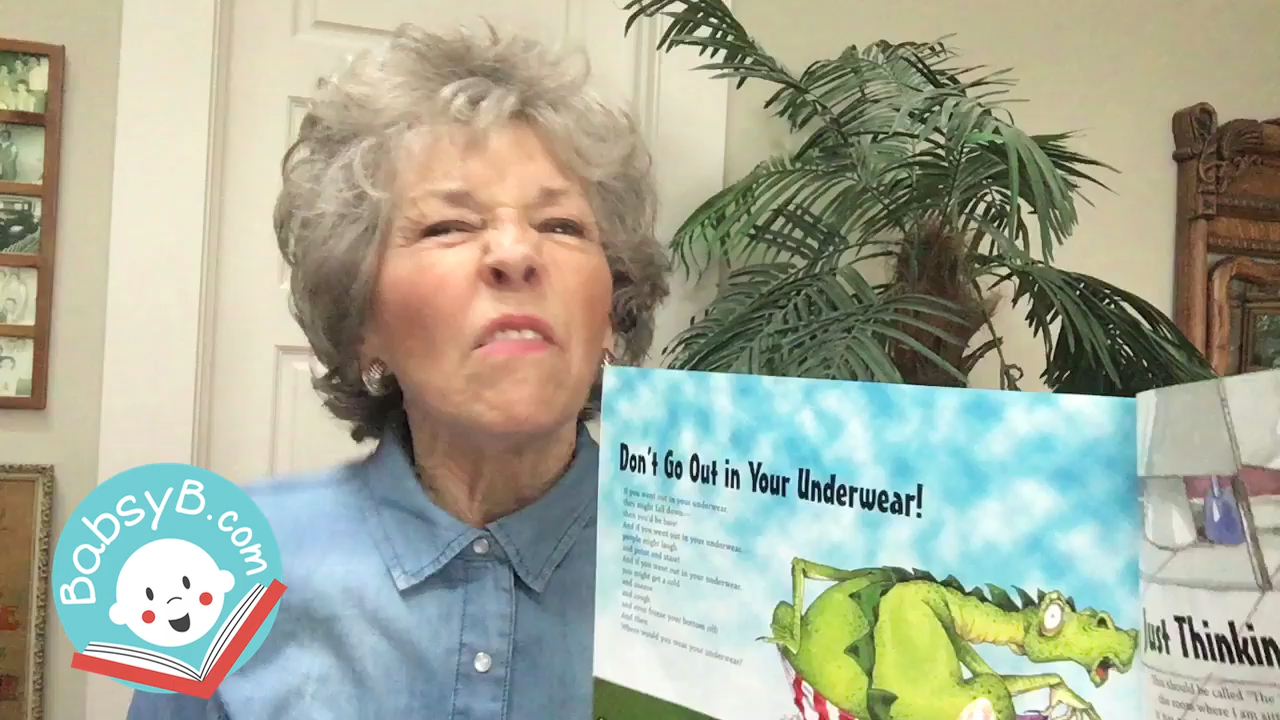 BabsyB.com
Don't Go Out in Your Underwear!
If you went out in your underwear,
they might fall down—
then you'd be bare!
And if you went out in your underwear,
people might laugh
and point and stare!
And if you went out in your underwear,
you might get a cold
and sneeze
and cough
and even freeze your bottom off!
And then
Where would you wear your underwear?
Just Thinkin
This should be called "The
the room where I am